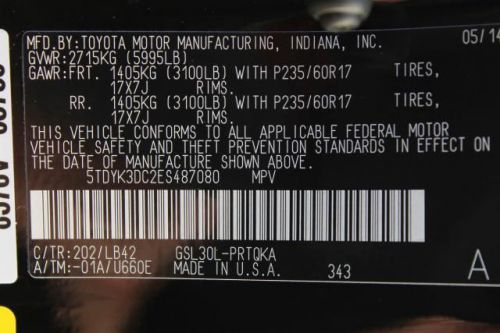 MFD.BY:TOYOTA MOTOR MANUFACTURING, INDIANA, INC. 05/14
GVWR:2715KG (5995LB)
GAWR:FRT. 1405KG (3100LB) WITH P235/60R17 TIRES,
17X7J RIMS.
RR. 1405KG (3100LB) WITH P235/60R17 TIRES,
17X7J RIMS.
THIS VEHICLE CONFORMS TO ALL APPLICABLE FEDERAL MOTOR
VEHICLE SAFETY AND THEFT PREVENTION STANDARDS IN EFFECT
ON THE DATE OF MANUFACTURE SHOWN ABOVE.
5TDYK3DC2ES487080 MPV
C/TR:202/LB42 GSL30L-PRTQKA
A/TM:-01A/U660E MADE IN U.S.A. 343 A